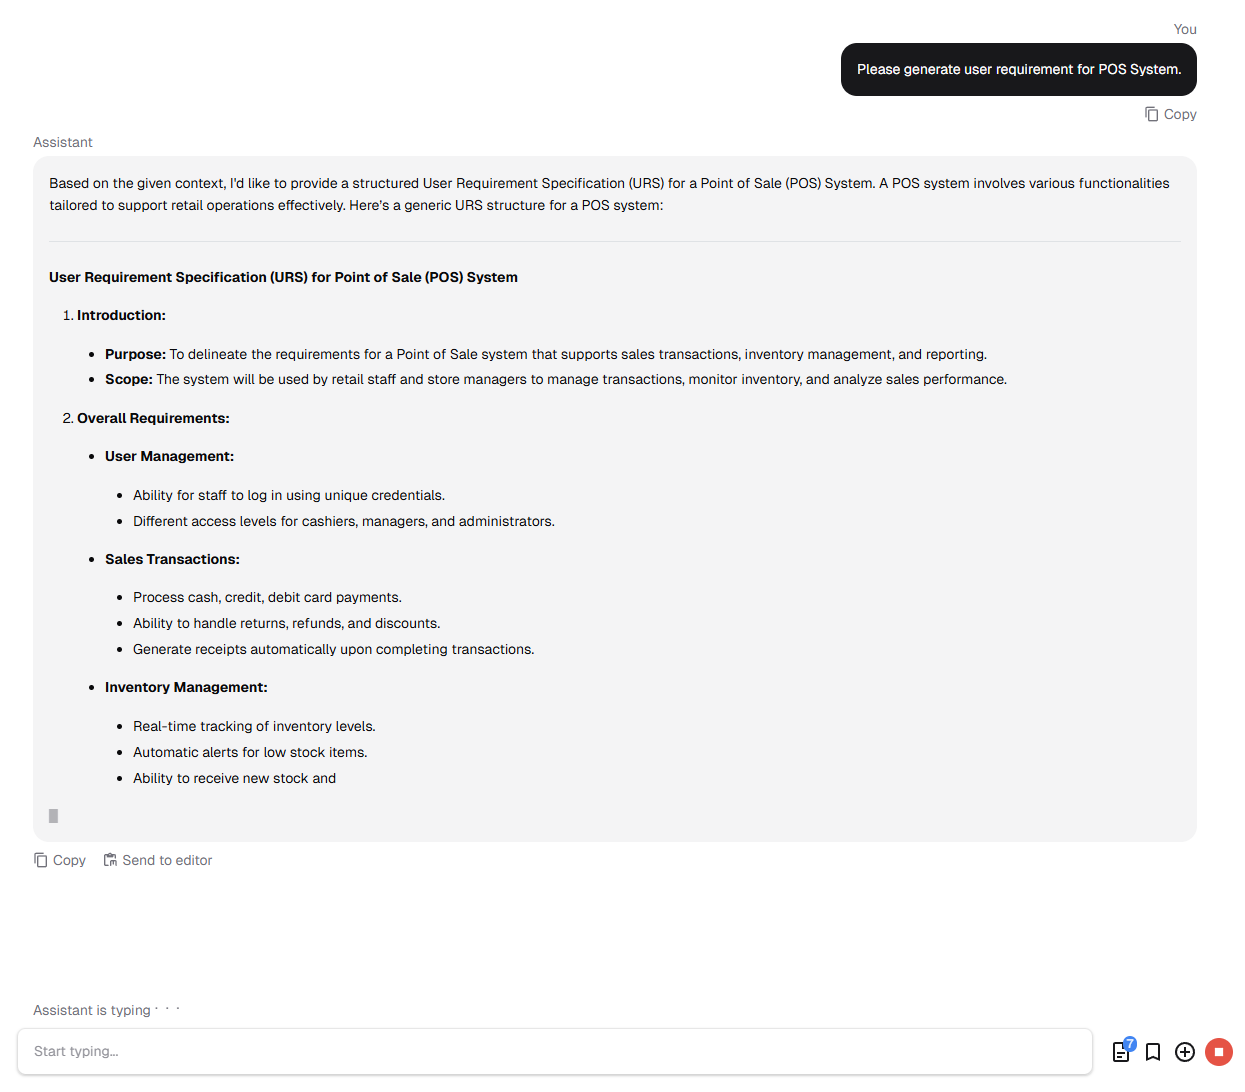 You
Please generate user requirement for POS System.
Copy
Assistant
Based on the given context, I'd like to provide a structured User Requirement Specification (URS) for a Point of Sale (POS) System. A POS system involves various functionalities
tailored to support retail operations effectively. Here's a generic URS structure for a POS system:
User Requirement Specification (URS) for Point of Sale (POS) System
1. Introduction:
• Purpose: To delineate the requirements for a Point of Sale system that supports sales transactions, inventory management, and reporting.
• Scope: The system will be used by retail staff and store managers to manage transactions, monitor inventory, and analyze sales performance.
2. Overall Requirements:
• User Management:
• Ability for staff to log in using unique credentials.
• Different access levels for cashiers, managers, and administrators.
• Sales Transactions:
• Process cash, credit, debit card payments.
• Ability to handle returns, refunds, and discounts.
• Generate receipts automatically upon completing transactions.
• Inventory Management:
• Real-time tracking of inventory levels.
• Automatic alerts for low stock items.
• Ability to receive new stock and
Copy Send to editor
Assistant is typing · · ·
Start typing...
7